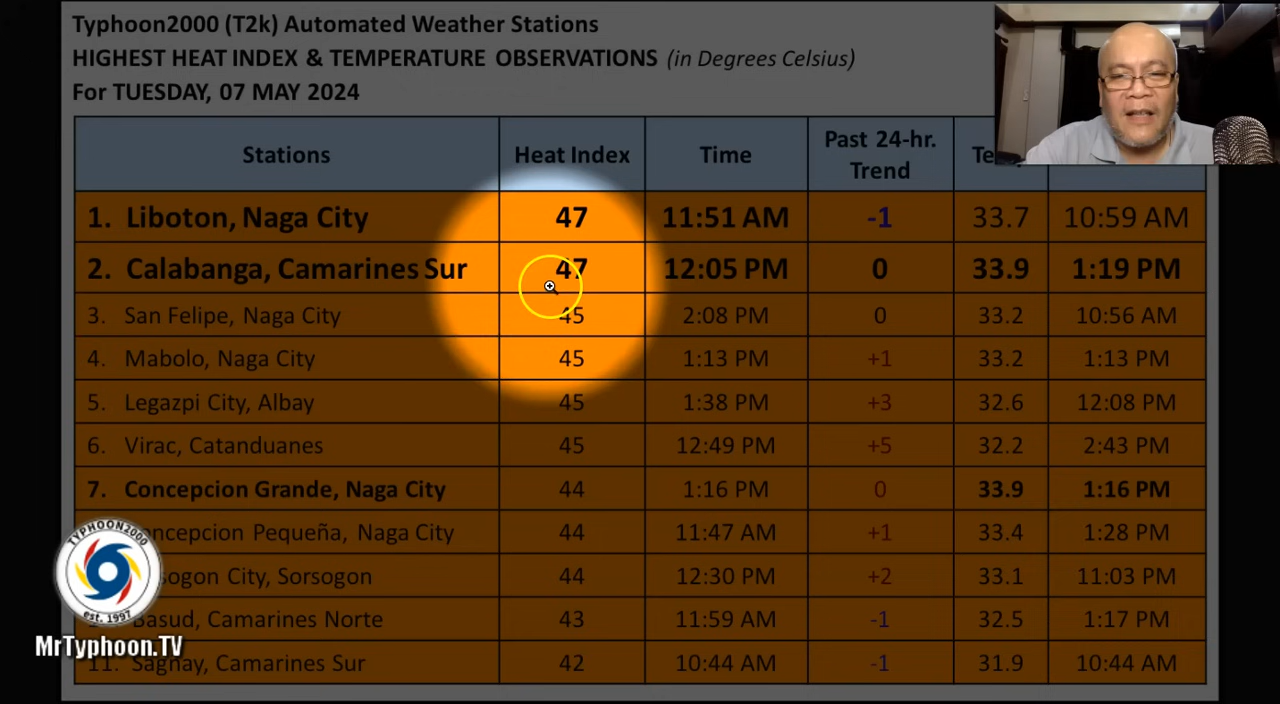 Typhoon2000 (T2k) Automated Weather Stations
HIGHEST HEAT INDEX & TEMPERATURE OBSERVATIONS (in Degrees Celsius)
For TUESDAY, 07 MAY 2024
Stations Heat Index Time Past 24-hr. Trend
1. Liboton, Naga City 47 11:51 AM -1 33.7 10:59 AM
2. Calabanga, Camarines Sur 47 12:05 PM 0 33.9 1:19 PM
3. San Felipe, Naga City 45 2:08 PM 0 33.2 10:56 AM
4. Mabolo, Naga City 45 1:13 PM +1 33.2 1:13 PM
5. Legazpi City, Albay 45 1:38 PM +3 32.6 12:08 PM
6. Virac, Catanduanes 45 12:49 PM +5 32.2 2:43 PM
7. Concepcion Grande, Naga City 44 1:16 PM 0 33.9 1:16 PM
oncepcion Pequeña, Naga City 44 11:47 AM +1 33.4 1:28 PM
sogon City, Sorsogon 44 12:30 PM +2 33.1 11:03 PM
Basud, Camarines Norte 43 11:59 AM -1 32.5 1:17 PM
11. Sagnay, Camarines Sur 42 10:44 AM -1 31.9 10:44 AM
TYPHOON2000
est. 1997
MrTyphoon.TV